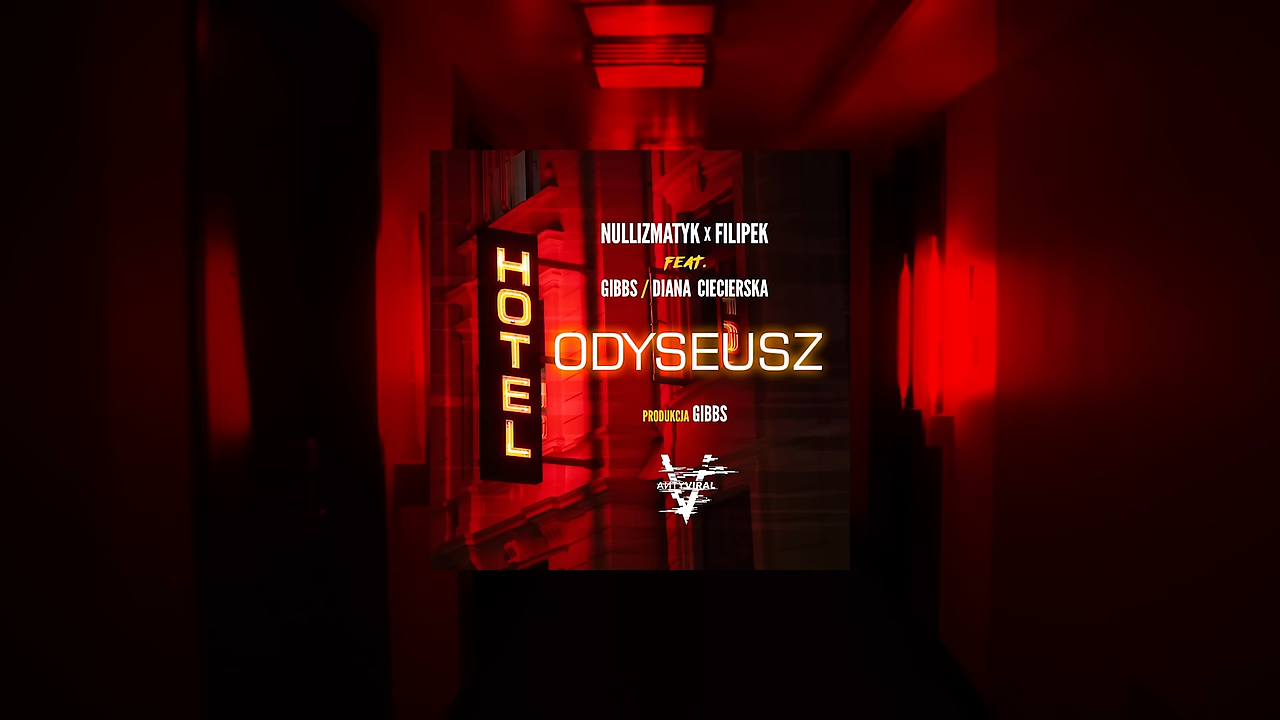 HOTEL
NULLIZMATYK x FILIPEK
FEAT.
GIBBS / DIANA CIECIERSKA
ODYSEUSZ
PRODUKCJA GIBBS
ANTYVIRAL